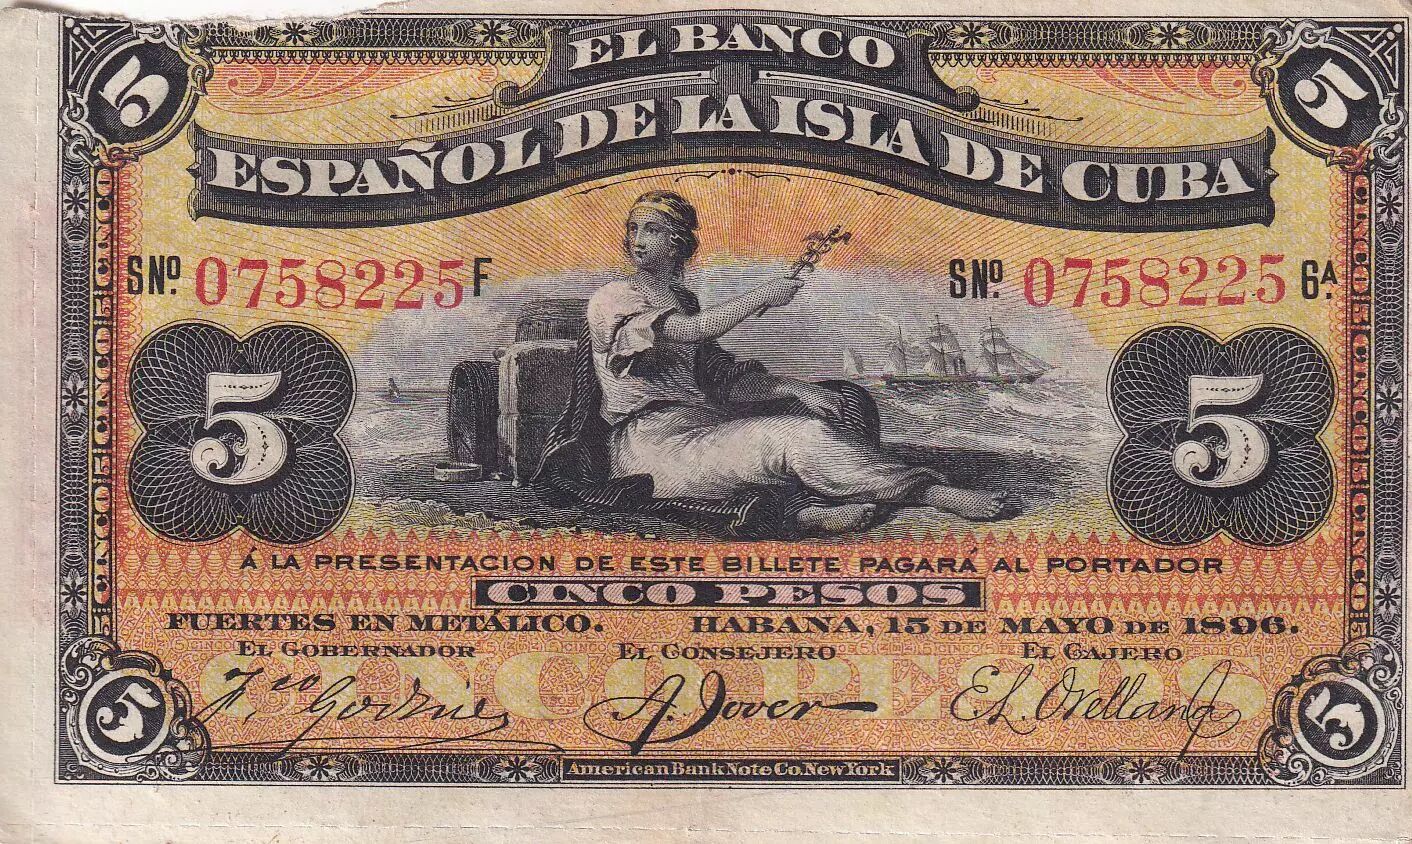 5 5
EL BANCO
ESPAÑOL DE LA ISLA DE CUBA
SNº. 0758225 F SNº. 0758225 6ª.
5 5
Á LA PRESENTACION DE ESTE BILLETE PAGARÁ AL PORTADOR
CINCO PESOS
FUERTES EN METÁLICO. HABANA, 15 DE MAYO DE 1896.
EL GOBERNADOR EL CONSEJERO EL CAJERO
CINCO PESOS
5 5
American Bank Note Co. New York